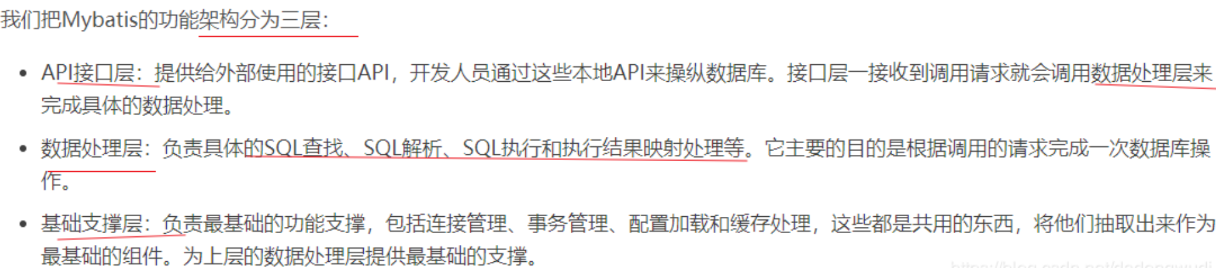 我们把Mybatis的功能架构分为三层：
• API接口层：提供给外部使用的接口API，开发人员通过这些本地API来操纵数据库。接口层一接收到调用请求就会调用数据处理层来
完成具体的数据处理。
• 数据处理层：负责具体的SQL查找、SQL解析、SQL执行和执行结果映射处理等。它主要的目的是根据调用的请求完成一次数据库操
作。
• 基础支撑层：负责最基础的功能支撑，包括连接管理、事务管理、配置加载和缓存处理，这些都是共用的东西，将他们抽取出来作为
最基础的组件。为上层的数据处理层提供最基础的支撑。